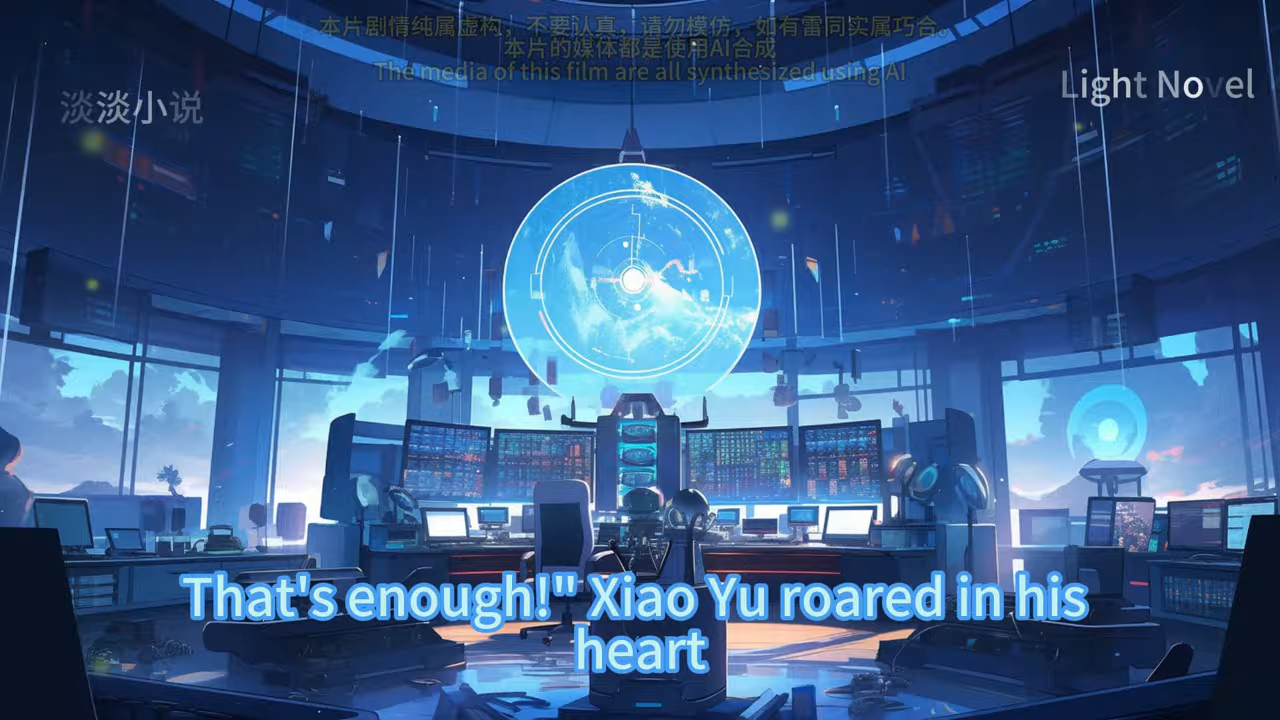 本片剧情纯属虚构，不要认真，请勿模仿，如有雷同实属巧合。
本片的媒体都是使用AI合成
The media of this film are all synthesized using AI
淡淡小说
Light Novel
That's enough!" Xiao Yu roared in his
heart